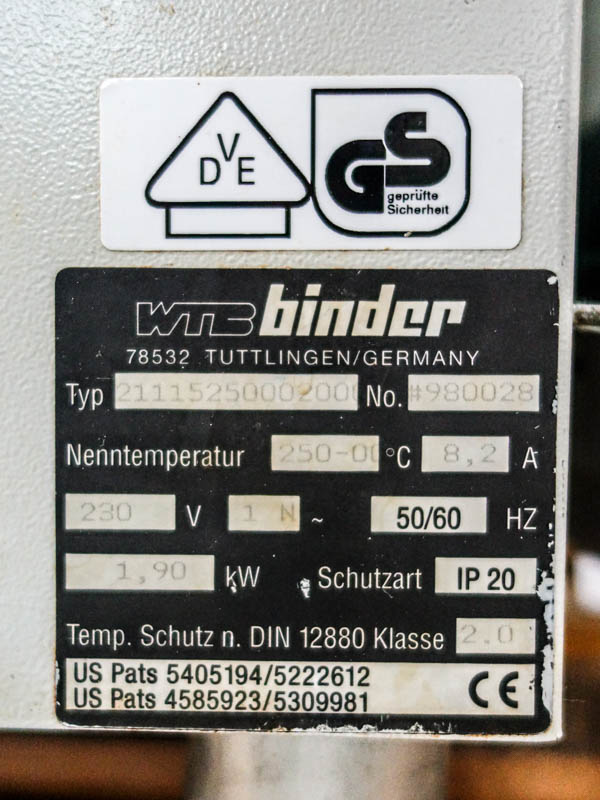 D V E
GS
geprüfte
Sicherheit
WTB binder
78532 TUTTLINGEN/GERMANY
Typ 2111525000200 No. #980028
Nenntemperatur 250-00 °C 8,2 A
230 V 1 N ~ 50/60 HZ
1,90 kW Schutzart IP 20
Temp. Schutz n. DIN 12880 Klasse 2.0
US Pats 5405194/5222612
US Pats 4585923/5309981 CE